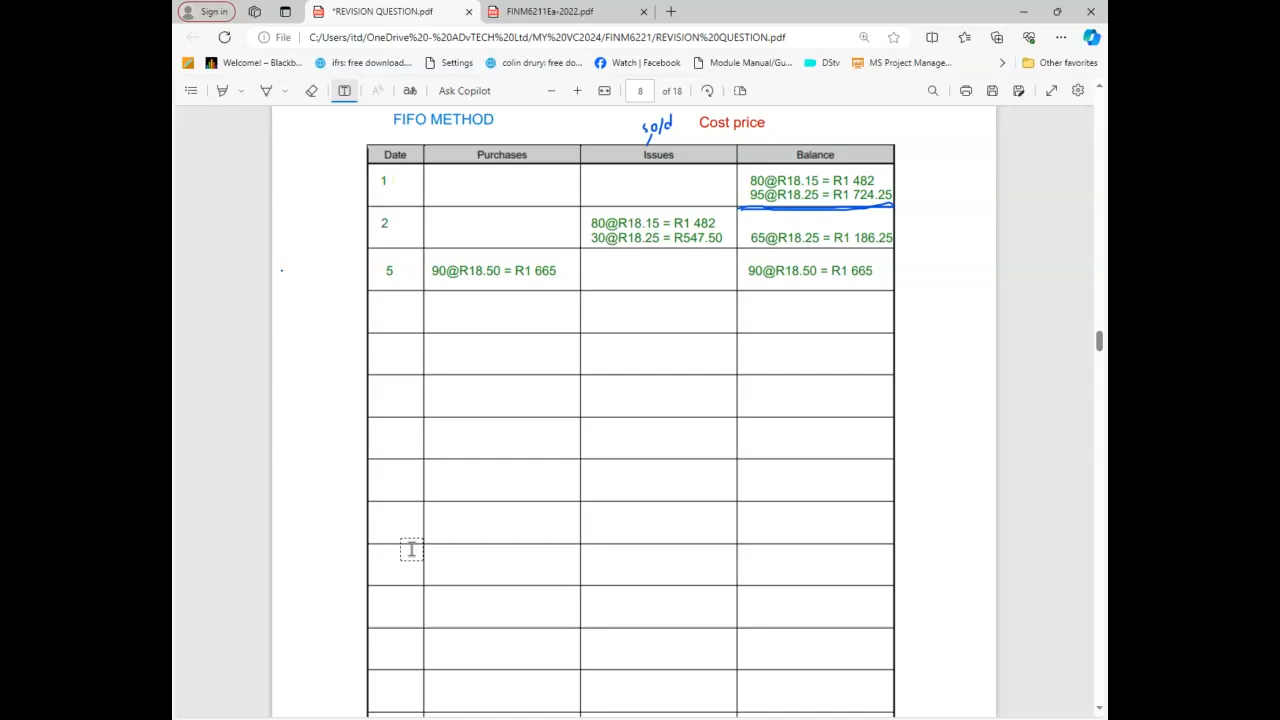 Sign in
*REVISION QUESTION.pdf
FINM6211Ea-2022.pdf
File
C:/Users/itd/OneDrive%20-%20ADvTECH%20Ltd/MY%20VC2024/FINM6221/REVISION%20QUESTION.pdf
Welcome! – Blackb...
ifrs: free download...
Settings
colin drury: free do...
Watch | Facebook
Module Manual/Gu...
DStv
MS Project Manage...
Other favorites
Ask Copilot
8 of 18
FIFO METHOD
sold
Cost price
Date Purchases Issues Balance
1 80@R18.15 = R1 482
95@R18.25 = R1 724.25
2 80@R18.15 = R1 482
30@R18.25 = R547.50 65@R18.25 = R1 186.25
5 90@R18.50 = R1 665 90@R18.50 = R1 665